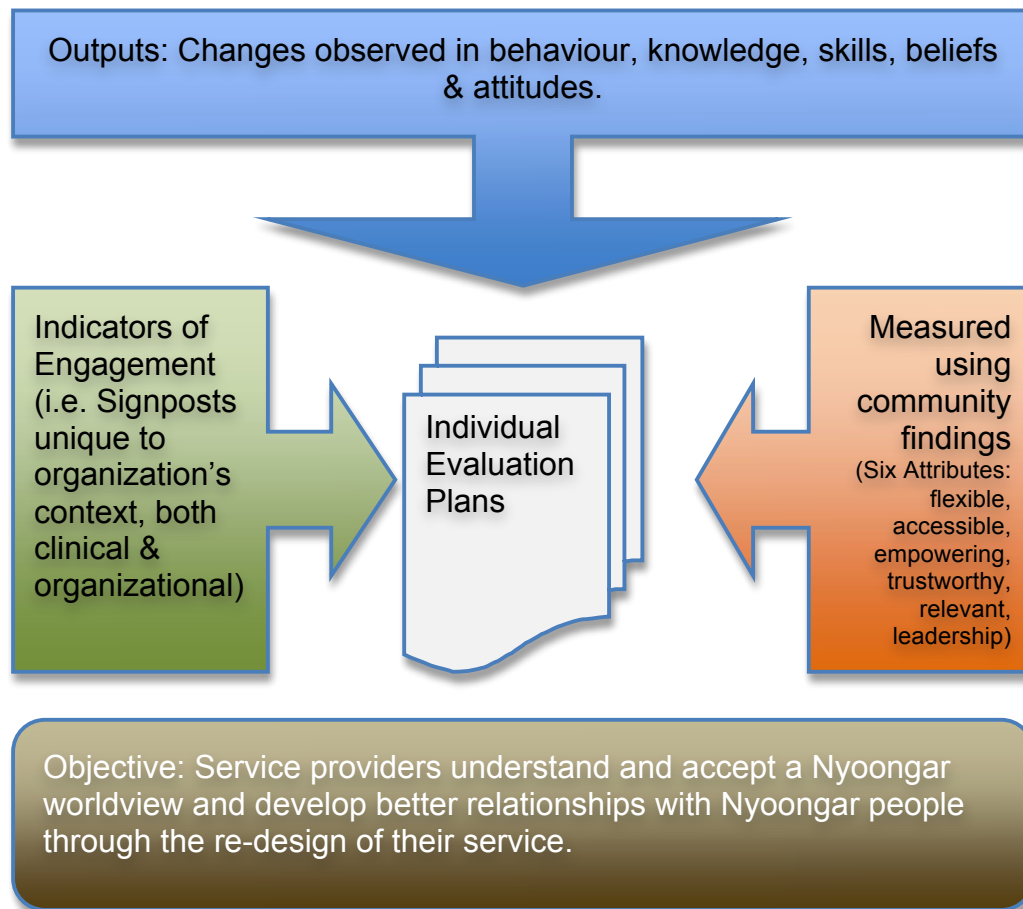 Outputs: Changes observed in behaviour, knowledge, skills, beliefs
& attitudes.
Indicators of
Engagement
(i.e. Signposts
unique to
organization’s
context, both
clinical &
organizational)
Individual
Evaluation
Plans
Measured
using
community
findings
(Six Attributes:
flexible,
accessible,
empowering,
trustworthy,
relevant,
leadership)
Objective: Service providers understand and accept a Nyoongar
worldview and develop better relationships with Nyoongar people
through the re-design of their service.